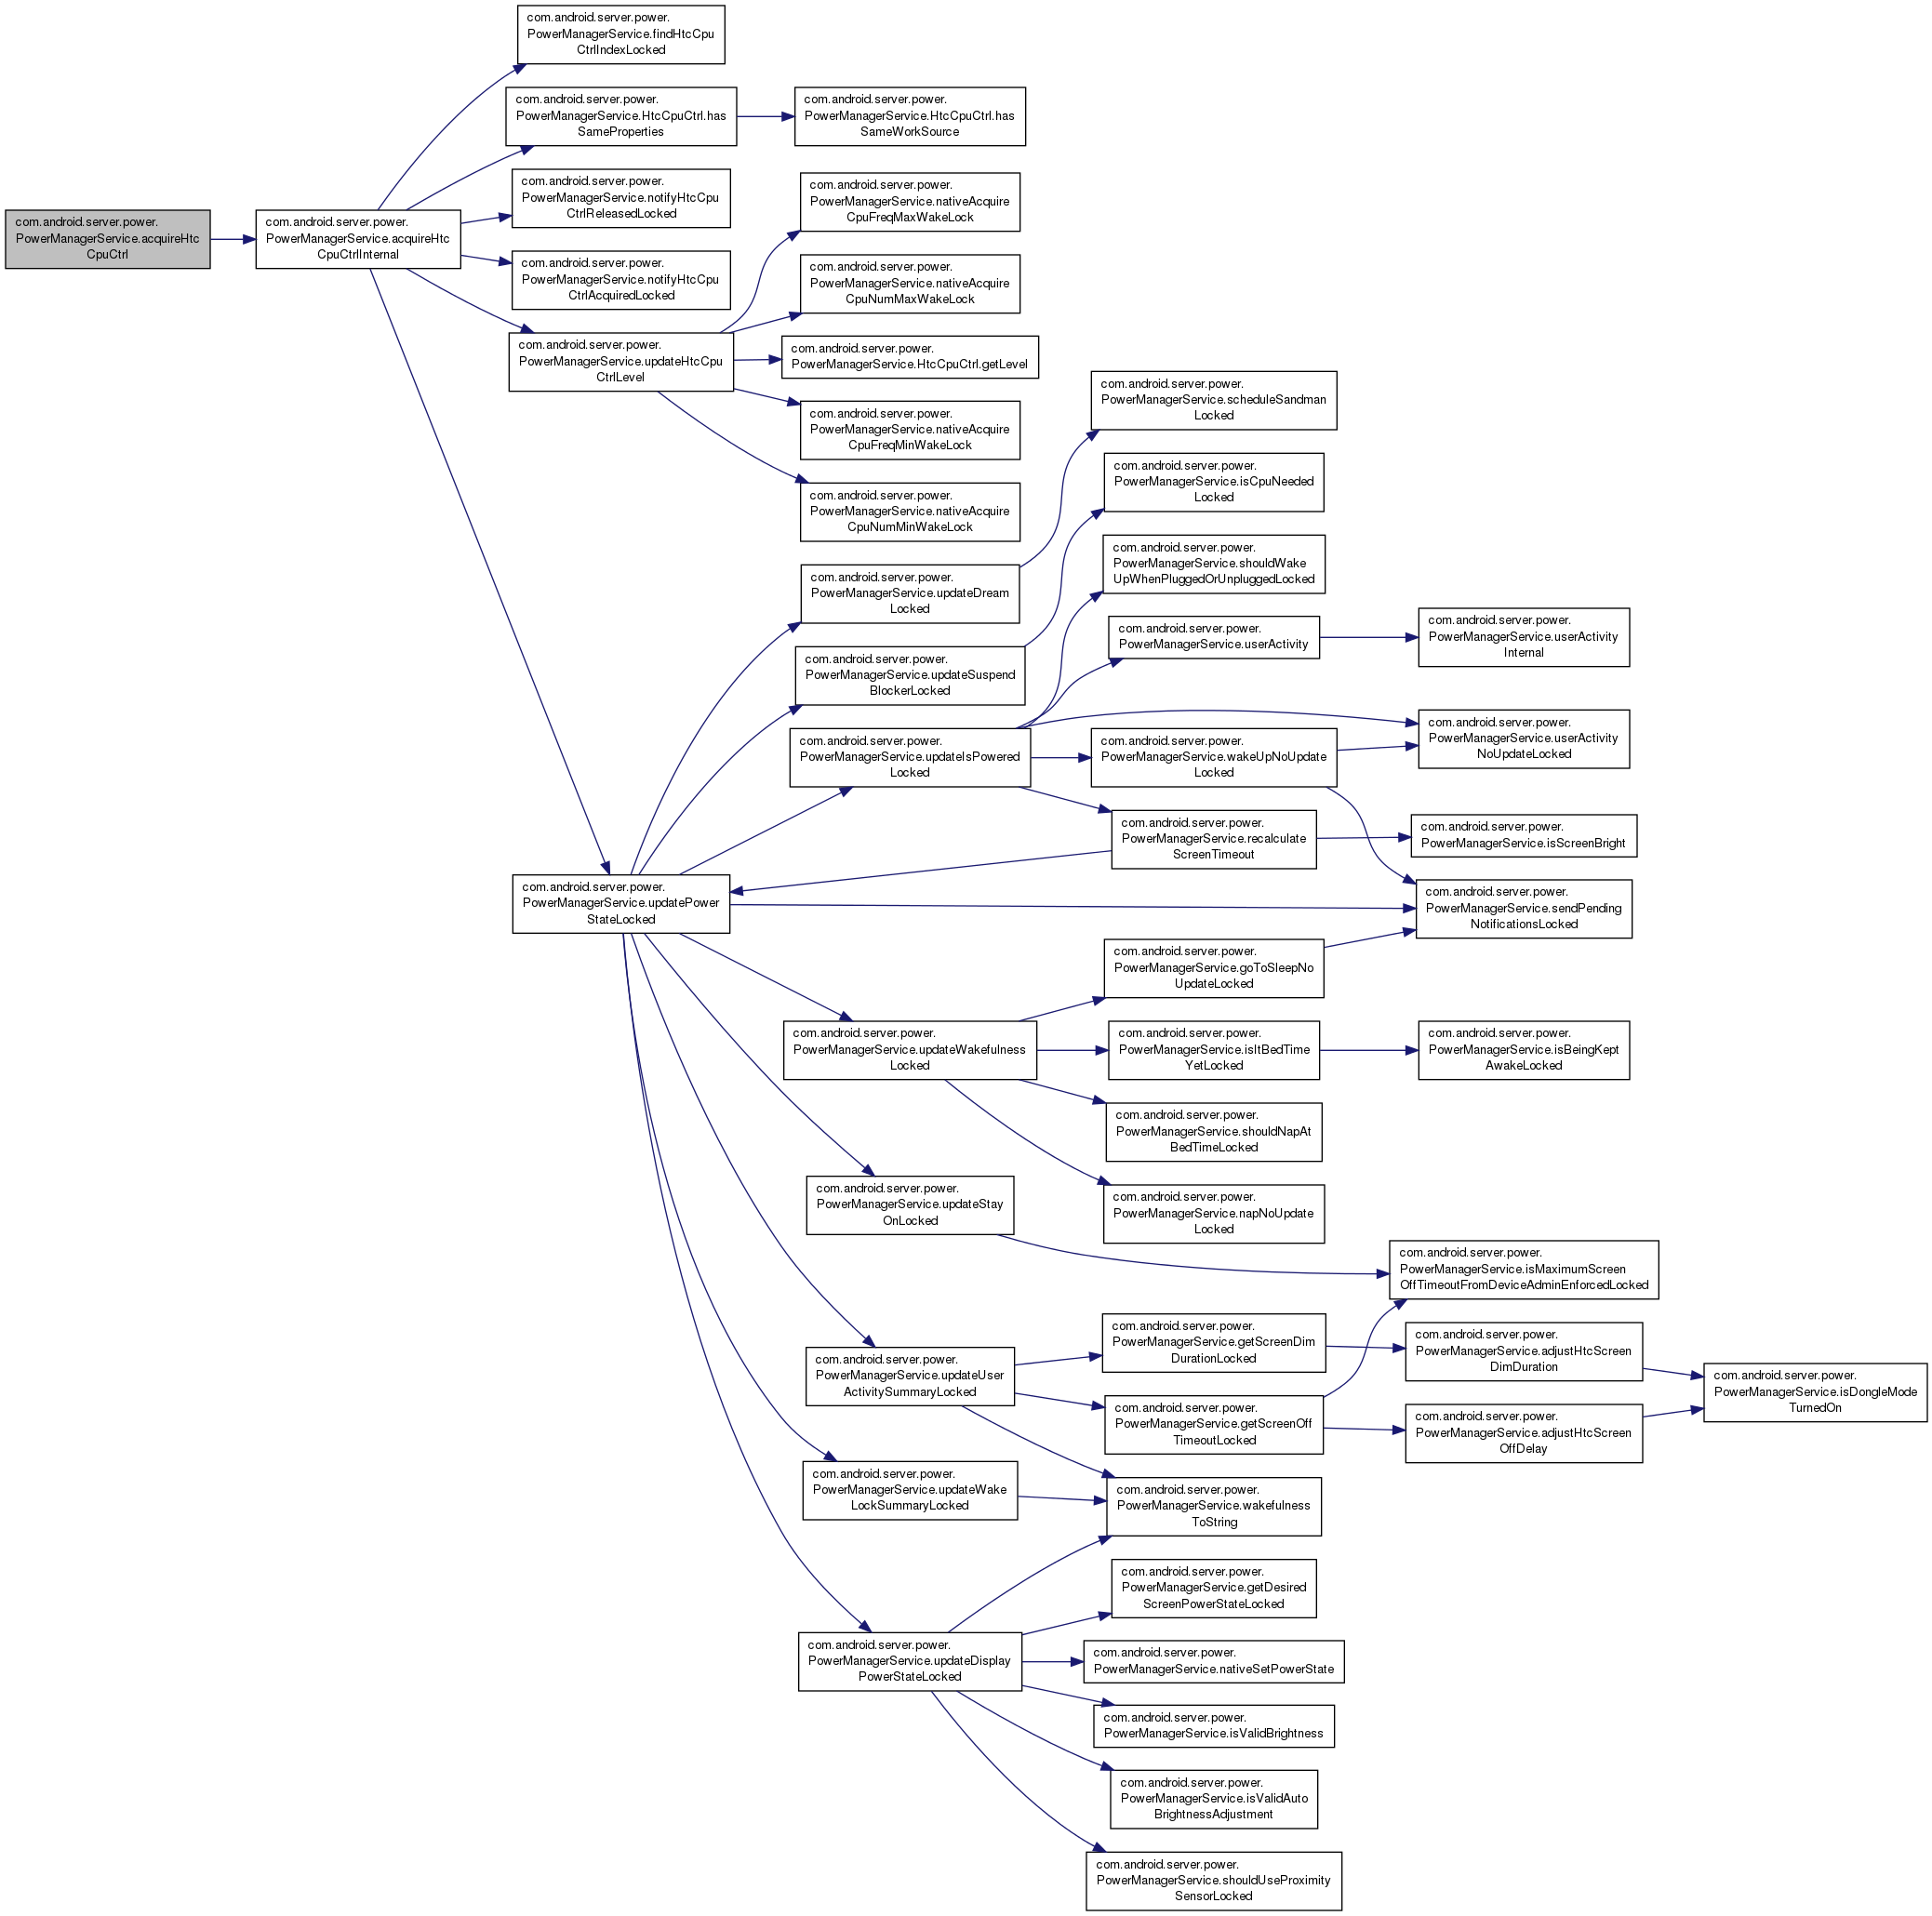 com.android.server.power.
PowerManagerService.acquireHtc
CpuCtrl
com.android.server.power.
PowerManagerService.acquireHtc
CpuCtrlInternal
com.android.server.power.
PowerManagerService.findHtcCpu
CtrlIndexLocked
com.android.server.power.
PowerManagerService.HtcCpuCtrl.has
SameProperties
com.android.server.power.
PowerManagerService.notifyHtcCpu
CtrlReleasedLocked
com.android.server.power.
PowerManagerService.notifyHtcCpu
CtrlAcquiredLocked
com.android.server.power.
PowerManagerService.updateHtcCpu
CtrlLevel
com.android.server.power.
PowerManagerService.updatePower
StateLocked
com.android.server.power.
PowerManagerService.HtcCpuCtrl.has
SameWorkSource
com.android.server.power.
PowerManagerService.nativeAcquire
CpuFreqMaxWakeLock
com.android.server.power.
PowerManagerService.nativeAcquire
CpuNumMaxWakeLock
com.android.server.power.
PowerManagerService.HtcCpuCtrl.getLevel
com.android.server.power.
PowerManagerService.nativeAcquire
CpuFreqMinWakeLock
com.android.server.power.
PowerManagerService.nativeAcquire
CpuNumMinWakeLock
com.android.server.power.
PowerManagerService.updateDream
Locked
com.android.server.power.
PowerManagerService.updateSuspend
BlockerLocked
com.android.server.power.
PowerManagerService.updateIsPowered
Locked
com.android.server.power.
PowerManagerService.updateWakefulness
Locked
com.android.server.power.
PowerManagerService.updateStay
OnLocked
com.android.server.power.
PowerManagerService.updateUser
ActivitySummaryLocked
com.android.server.power.
PowerManagerService.updateWake
LockSummaryLocked
com.android.server.power.
PowerManagerService.updateDisplay
PowerStateLocked
com.android.server.power.
PowerManagerService.scheduleSandman
Locked
com.android.server.power.
PowerManagerService.isCpuNeeded
Locked
com.android.server.power.
PowerManagerService.shouldWake
UpWhenPluggedOrUnpluggedLocked
com.android.server.power.
PowerManagerService.userActivity
com.android.server.power.
PowerManagerService.wakeUpNoUpdate
Locked
com.android.server.power.
PowerManagerService.recalculate
ScreenTimeout
com.android.server.power.
PowerManagerService.goToSleepNo
UpdateLocked
com.android.server.power.
PowerManagerService.isItBedTime
YetLocked
com.android.server.power.
PowerManagerService.shouldNapAt
BedTimeLocked
com.android.server.power.
PowerManagerService.napNoUpdate
Locked
com.android.server.power.
PowerManagerService.getScreenDim
DurationLocked
com.android.server.power.
PowerManagerService.getScreenOff
TimeoutLocked
com.android.server.power.
PowerManagerService.wakefulness
ToString
com.android.server.power.
PowerManagerService.getDesired
ScreenPowerStateLocked
com.android.server.power.
PowerManagerService.nativeSetPowerState
com.android.server.power.
PowerManagerService.isValidBrightness
com.android.server.power.
PowerManagerService.isValidAuto
BrightnessAdjustment
com.android.server.power.
PowerManagerService.shouldUseProximity
SensorLocked
com.android.server.power.
PowerManagerService.userActivity
Internal
com.android.server.power.
PowerManagerService.userActivity
NoUpdateLocked
com.android.server.power.
PowerManagerService.isScreenBright
com.android.server.power.
PowerManagerService.sendPending
NotificationsLocked
com.android.server.power.
PowerManagerService.isBeingKept
AwakeLocked
com.android.server.power.
PowerManagerService.isMaximumScreen
OffTimeoutFromDeviceAdminEnforcedLocked
com.android.server.power.
PowerManagerService.adjustHtcScreen
DimDuration
com.android.server.power.
PowerManagerService.adjustHtcScreen
OffDelay
com.android.server.power.
PowerManagerService.isDongleMode
TurnedOn